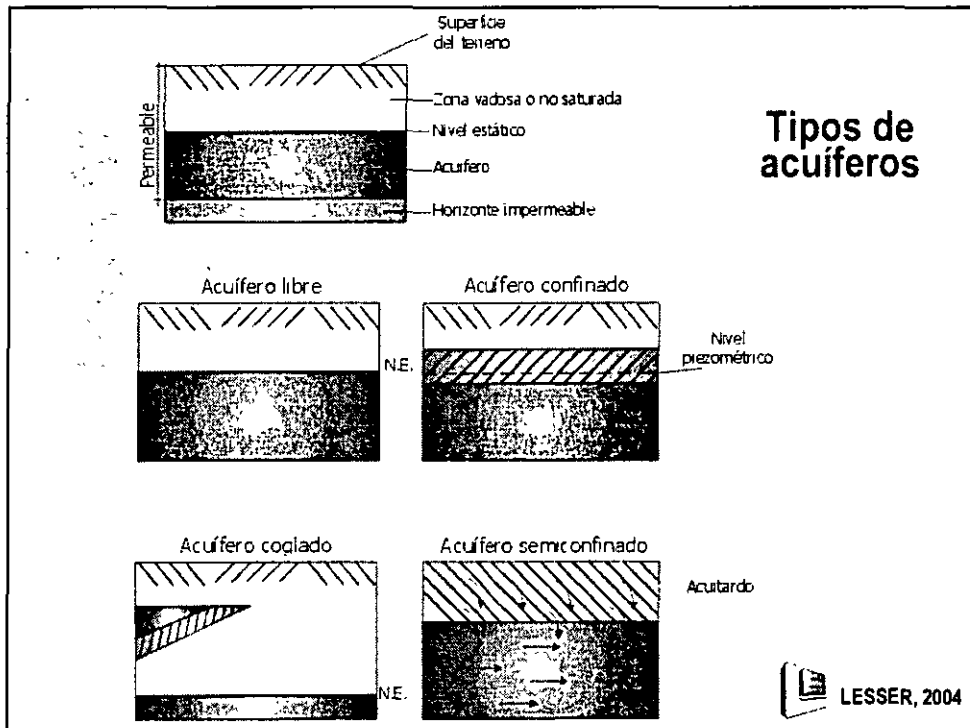 Superficie
del terreno
Zona vadosa o no saturada
Nivel estático
Permeable
Acuífero
Horizonte impermeable
Tipos de
acuíferos
Acuífero libre
Acuífero confinado
N.E.
Nivel
piezométrico
Acuífero coglado
Acuífero semiconfinado
Acuitardo
N.E.
LESSER, 2004